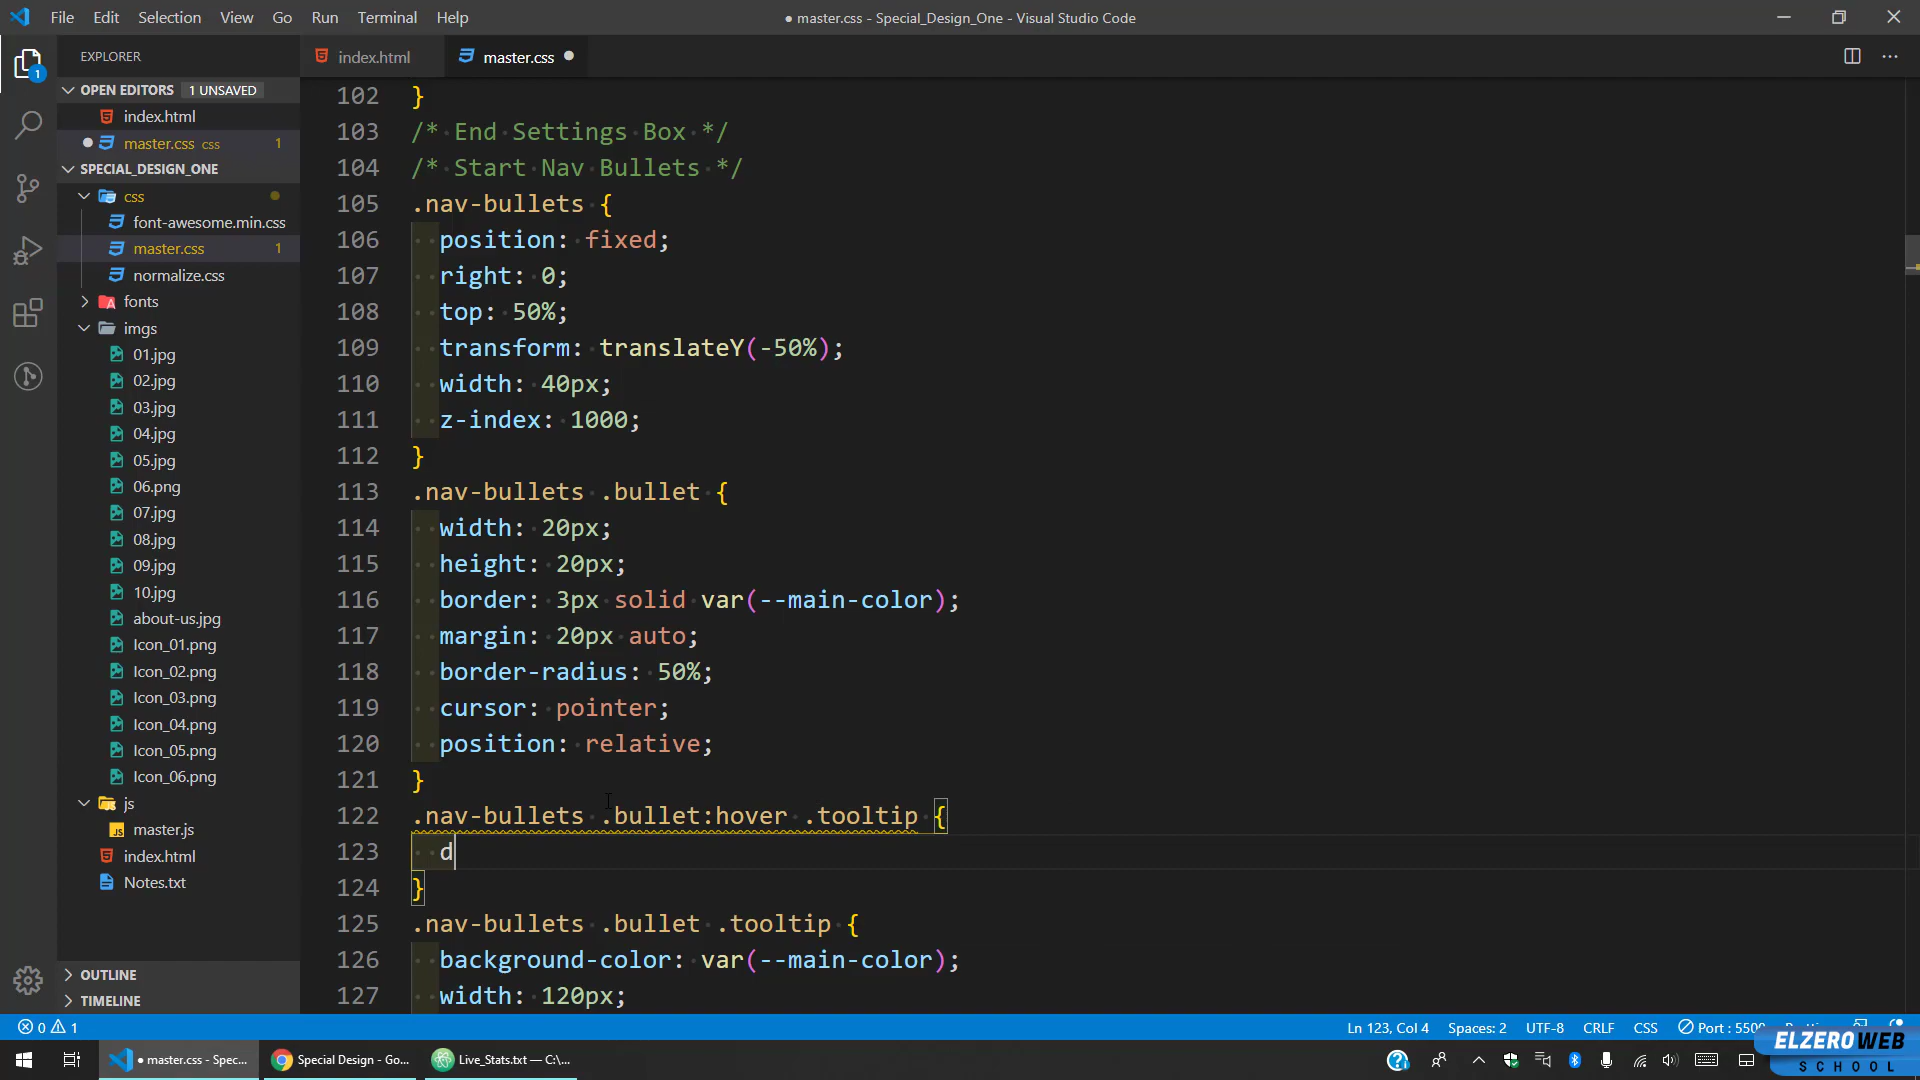 File Edit Selection View Go Run Terminal Help
● master.css - Special_Design_One - Visual Studio Code
EXPLORER
OPEN EDITORS 1 UNSAVED
index.html
master.css css 1
SPECIAL_DESIGN_ONE
css
font-awesome.min.css
master.css 1
normalize.css
fonts
imgs
01.jpg
02.jpg
03.jpg
04.jpg
05.jpg
06.png
07.jpg
08.jpg
09.jpg
10.jpg
about-us.jpg
Icon_01.png
Icon_02.png
Icon_03.png
Icon_04.png
Icon_05.png
Icon_06.png
js
master.js
index.html
Notes.txt
OUTLINE
TIMELINE
1
index.html master.css
102 }
103 /* End Settings Box */
104 /* Start Nav Bullets */
105 .nav-bullets {
106 position: fixed;
107 right: 0;
108 top: 50%;
109 transform: translateY(-50%);
110 width: 40px;
111 z-index: 1000;
112 }
113 .nav-bullets .bullet {
114 width: 20px;
115 height: 20px;
116 border: 3px solid var(--main-color);
117 margin: 20px auto;
118 border-radius: 50%;
119 cursor: pointer;
120 position: relative;
121 }
122 .nav-bullets .bullet:hover .tooltip {
123 d
124 }
125 .nav-bullets .bullet .tooltip {
126 background-color: var(--main-color);
127 width: 120px;
0 1 Ln 123, Col 4 Spaces: 2 UTF-8 CRLF CSS Port : 5500
● master.css - Spec... Special Design - Go... Live_Stats.txt — C:\...
ELZEROWEB
SCHOOL